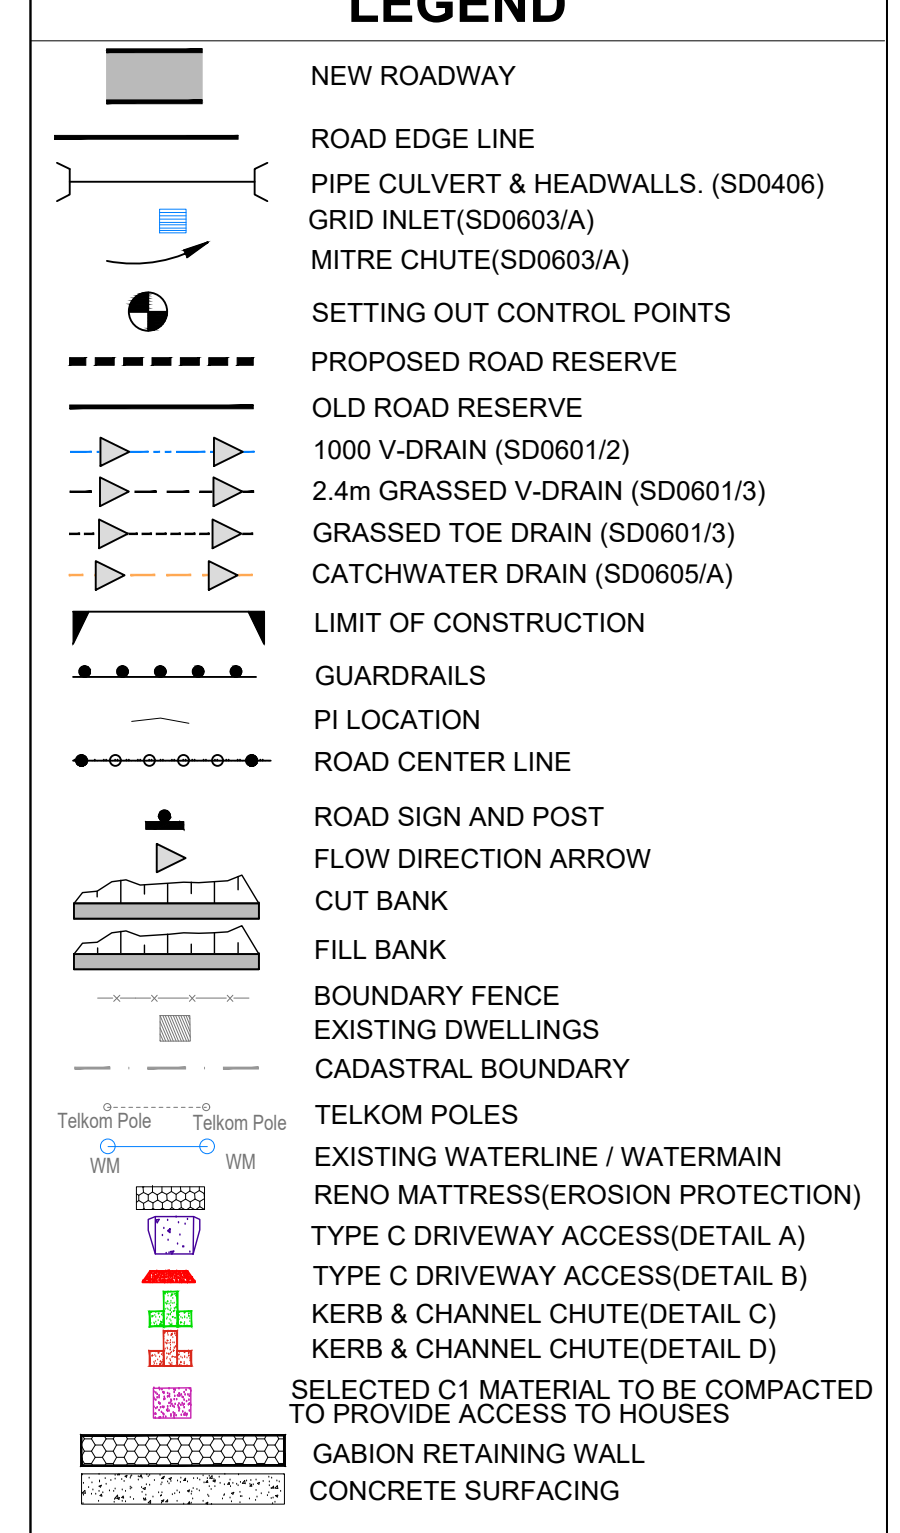 LEGEND
NEW ROADWAY
ROAD EDGE LINE
PIPE CULVERT & HEADWALLS. (SD0406)
GRID INLET(SD0603/A)
MITRE CHUTE(SD0603/A)
SETTING OUT CONTROL POINTS
PROPOSED ROAD RESERVE
OLD ROAD RESERVE
1000 V-DRAIN (SD0601/2)
2.4m GRASSED V-DRAIN (SD0601/3)
GRASSED TOE DRAIN (SD0601/3)
CATCHWATER DRAIN (SD0605/A)
LIMIT OF CONSTRUCTION
GUARDRAILS
PI LOCATION
ROAD CENTER LINE
ROAD SIGN AND POST
FLOW DIRECTION ARROW
CUT BANK
FILL BANK
BOUNDARY FENCE
EXISTING DWELLINGS
CADASTRAL BOUNDARY
Telkom Pole Telkom Pole TELKOM POLES
WM WM EXISTING WATERLINE / WATERMAIN
RENO MATTRESS(EROSION PROTECTION)
TYPE C DRIVEWAY ACCESS(DETAIL A)
TYPE C DRIVEWAY ACCESS(DETAIL B)
KERB & CHANNEL CHUTE(DETAIL C)
KERB & CHANNEL CHUTE(DETAIL D)
SELECTED C1 MATERIAL TO BE COMPACTED
TO PROVIDE ACCESS TO HOUSES
GABION RETAINING WALL
CONCRETE SURFACING